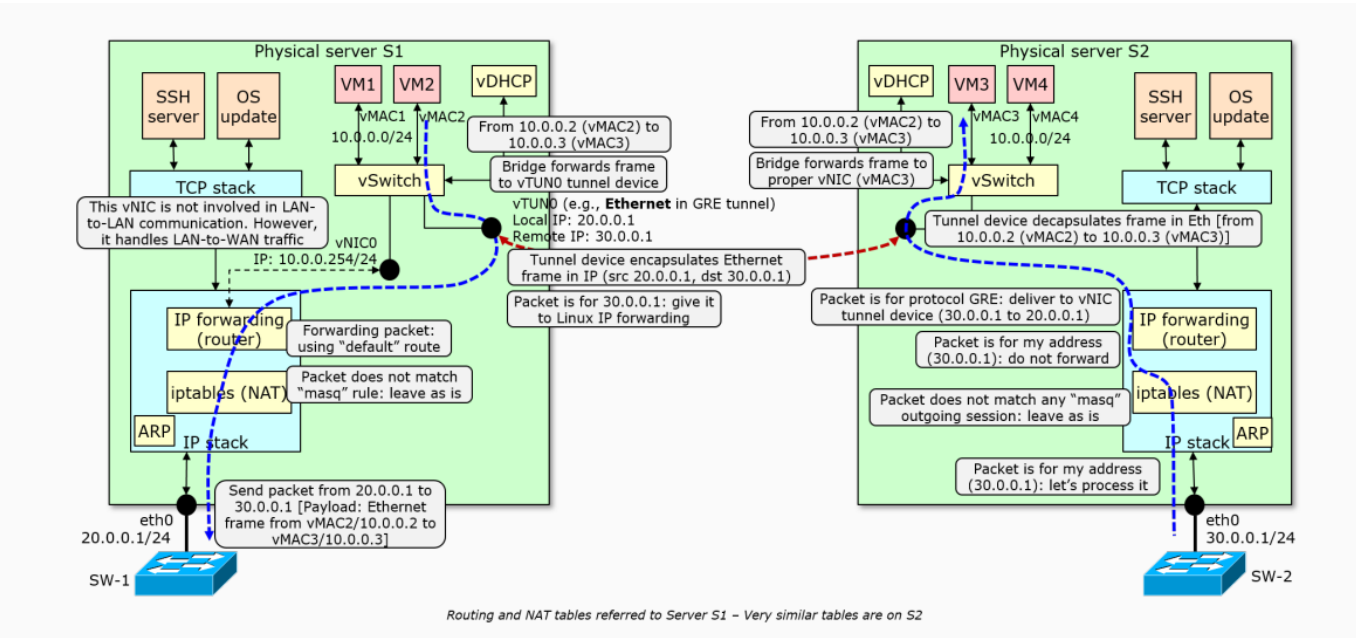 Physical server S1
SSH
server
OS
update
VM1
VM2
vDHCP
vMAC1
vMAC2
10.0.0.0/24
From 10.0.0.2 (vMAC2) to
10.0.0.3 (vMAC3)
Bridge forwards frame
to vTUN0 tunnel device
TCP stack
vSwitch
This vNIC is not involved in LAN-
to-LAN communication. However,
it handles LAN-to-WAN traffic
vTUN0 (e.g., Ethernet in GRE tunnel)
Local IP: 20.0.0.1
Remote IP: 30.0.0.1
vNIC0
IP: 10.0.0.254/24
Tunnel device encapsulates Ethernet
frame in IP (src 20.0.0.1, dst 30.0.0.1)
Packet is for 30.0.0.1: give it
to Linux IP forwarding
IP forwarding
(router)
Forwarding packet:
using “default” route
iptables (NAT)
Packet does not match
“masq” rule: leave as is
ARP
IP stack
Send packet from 20.0.0.1 to
30.0.0.1 [Payload: Ethernet
frame from vMAC2/10.0.0.2 to
vMAC3/10.0.0.3]
eth0
20.0.0.1/24
SW-1
Physical server S2
vDHCP
VM3
VM4
SSH
server
OS
update
From 10.0.0.2 (vMAC2) to
10.0.0.3 (vMAC3)
vMAC3
vMAC4
10.0.0.0/24
Bridge forwards frame to
proper vNIC (vMAC3)
vSwitch
TCP stack
Tunnel device decapsulates frame in Eth [from
10.0.0.2 (vMAC2) to 10.0.0.3 (vMAC3)]
Packet is for protocol GRE: deliver to vNIC
tunnel device (30.0.0.1 to 20.0.0.1)
IP forwarding
(router)
Packet is for my address
(30.0.0.1): do not forward
iptables (NAT)
Packet does not match any “masq”
outgoing session: leave as is
ARP
IP stack
Packet is for my address
(30.0.0.1): let’s process it
eth0
30.0.0.1/24
SW-2
Routing and NAT tables referred to Server S1 – Very similar tables are on S2